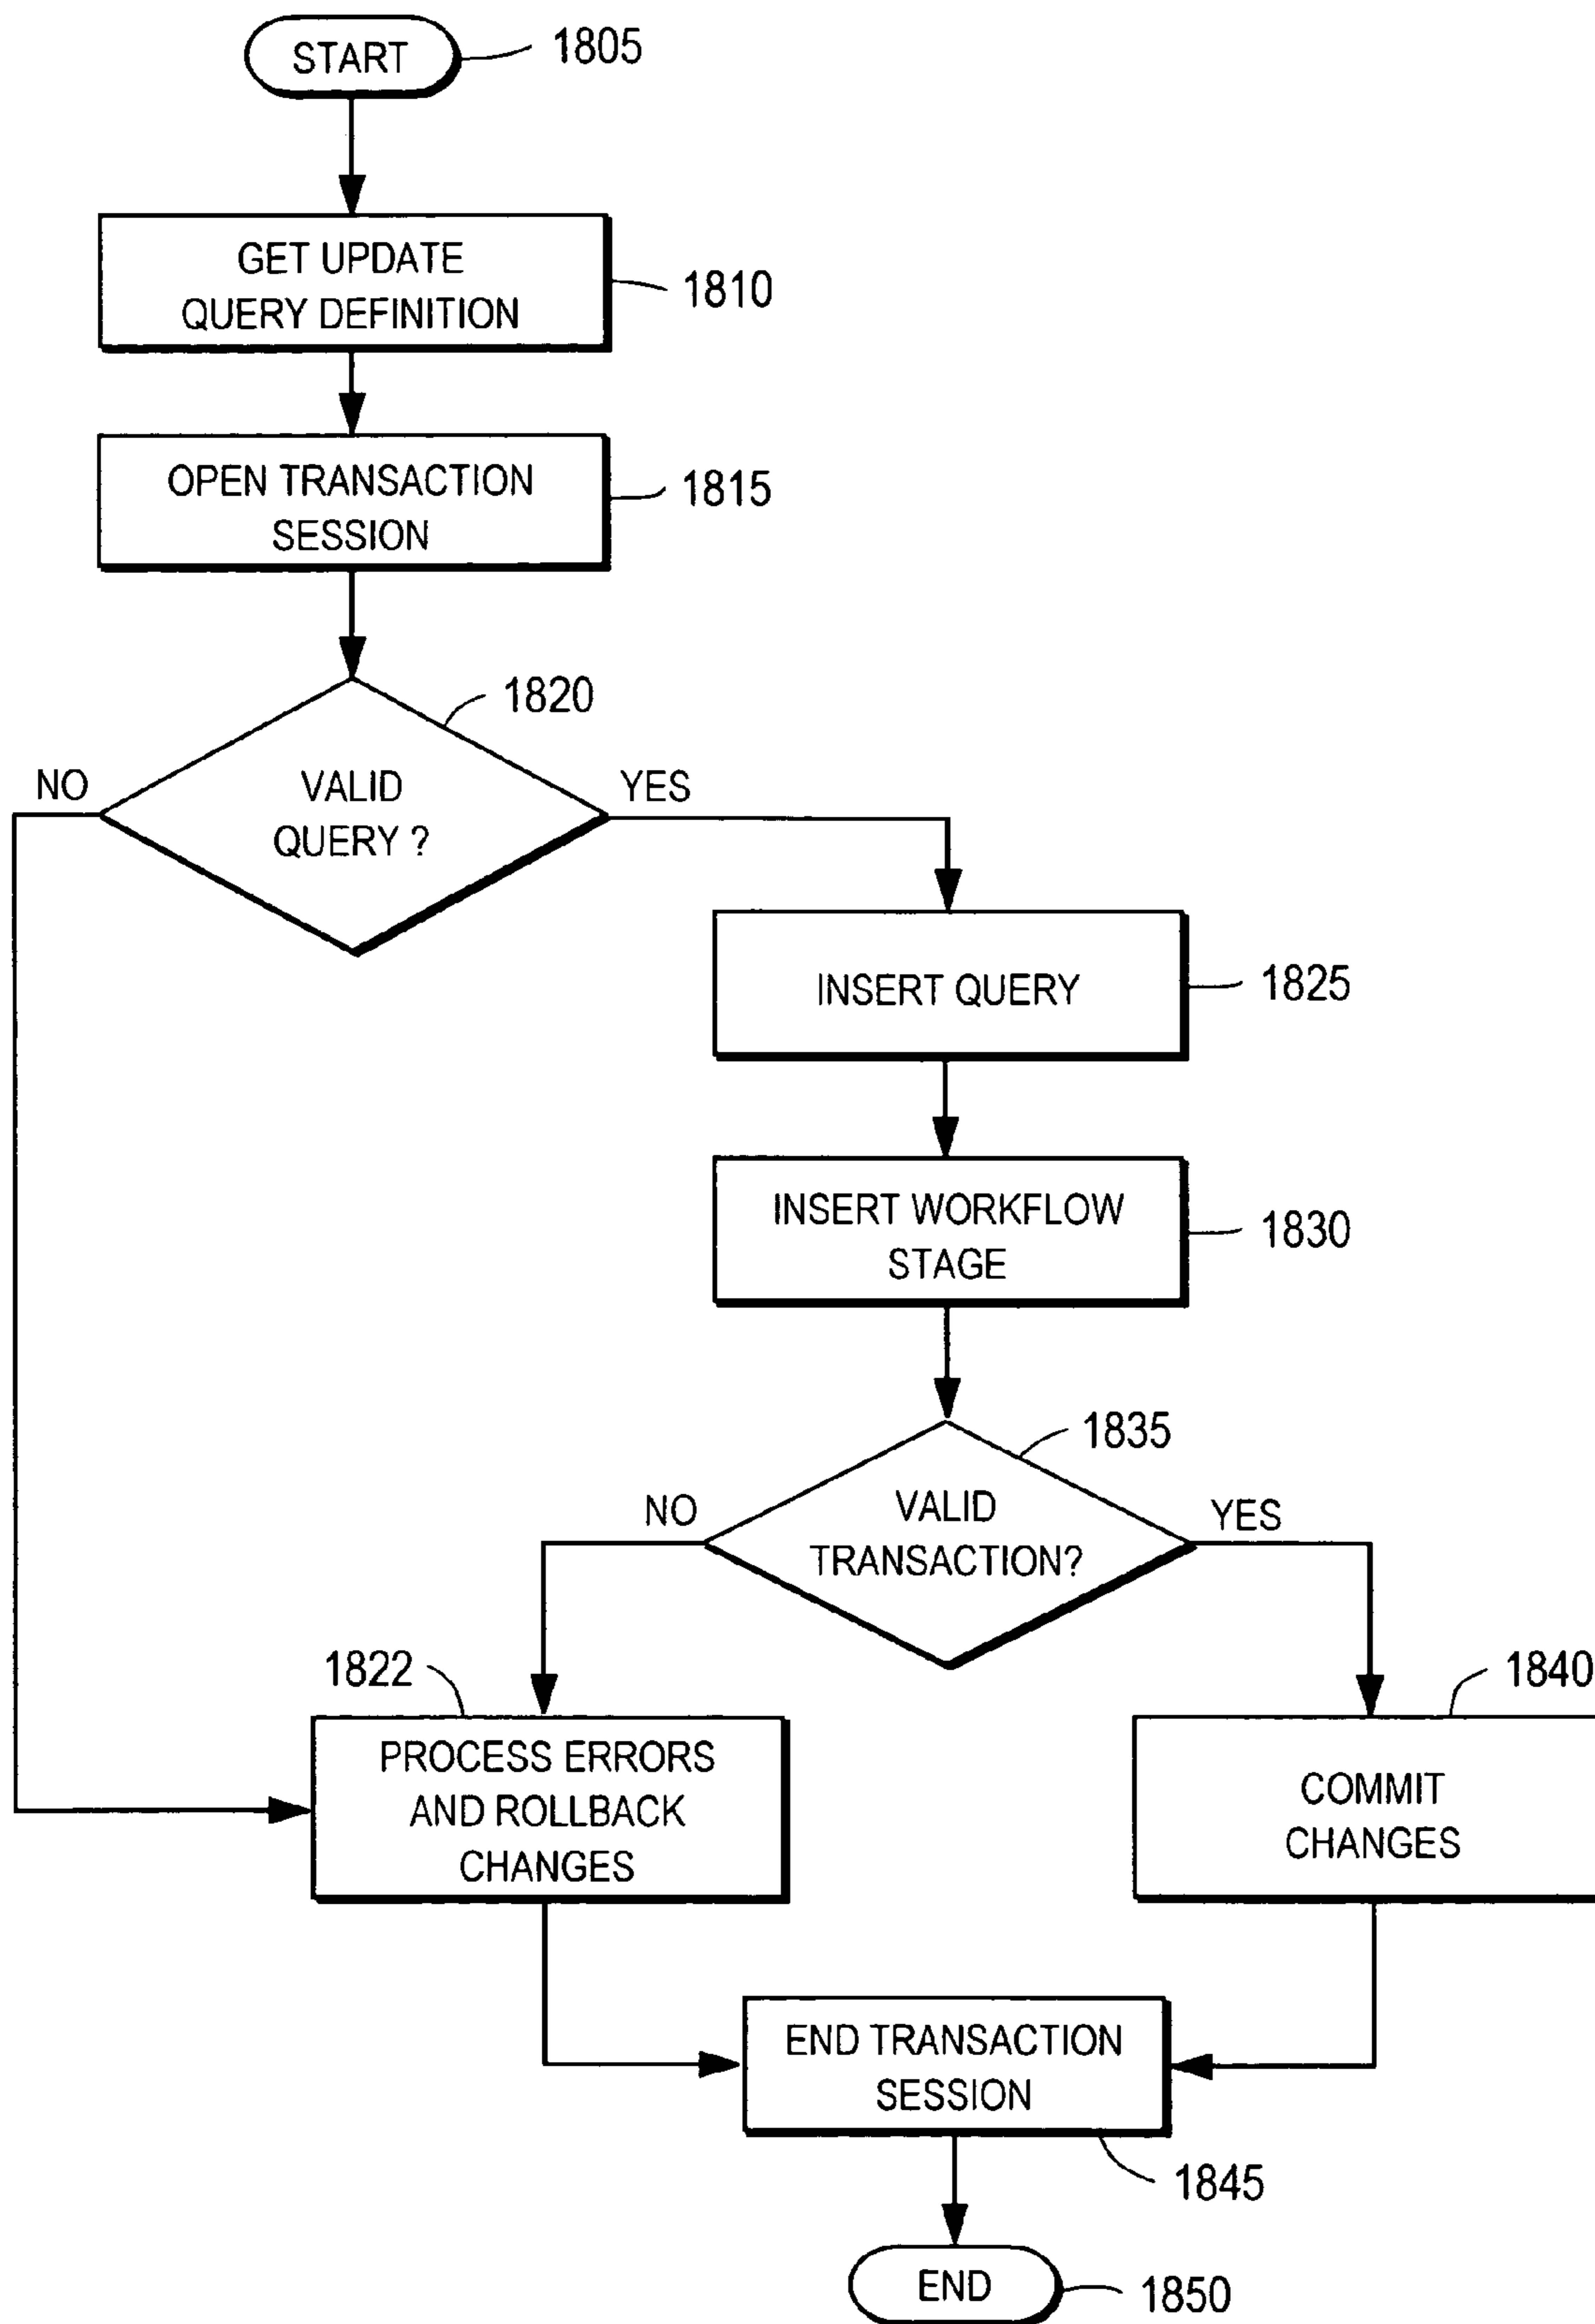 START
1805
GET UPDATE
QUERY DEFINITION
1810
OPEN TRANSACTION
SESSION
1815
1820
NO
VALID
QUERY ?
YES
INSERT QUERY
1825
INSERT WORKFLOW
STAGE
1830
1835
NO
VALID
TRANSACTION?
YES
1822
PROCESS ERRORS
AND ROLLBACK
CHANGES
1840
COMMIT
CHANGES
END TRANSACTION
SESSION
1845
END
1850